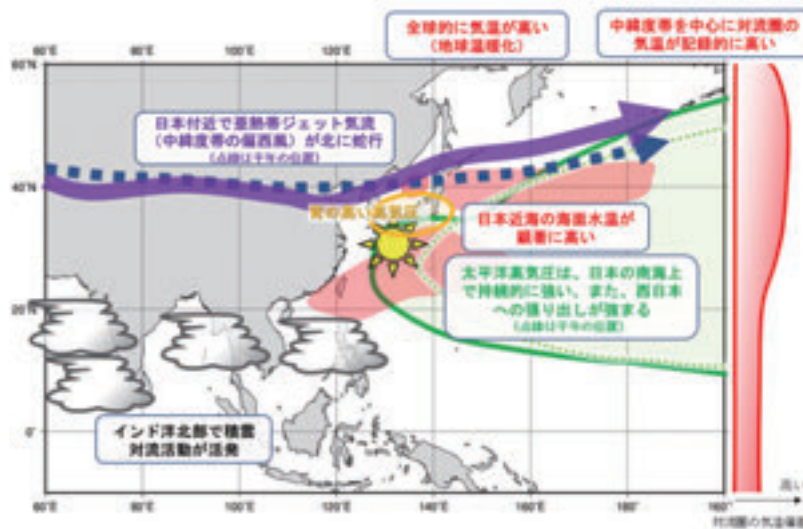 全球的に気温が高い
(地球温暖化)
中緯度帯を中心に対流圏の
気温が記録的に高い
60°E
80°E
100°E
120°E
140°E
160°E
180°
160°
60°N
日本付近で亜熱帯ジェット気流
(中緯度帯の偏西風)が北に蛇行
(点線は平年の位置)
40°N
背の高い高気圧
日本近海の海面水温が
顕著に高い
太平洋高気圧は、日本の南海上
で持続的に強い、また、西日本
への張り出しが強まる
(点線は平年の位置)
20°N
インド洋北部で積雲
対流活動が活発
0°
60°E
80°E
100°E
120°E
140°E
160°E
180°
160°
高い
対流圏の気温偏差